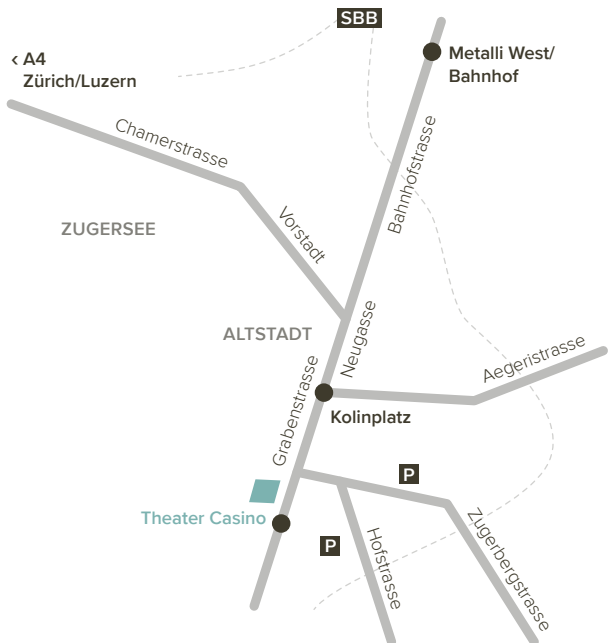 SBB
‹ A4
Zürich/Luzern
Metalli West/
Bahnhof
Chamerstrasse
Bahnhofstrasse
Vorstadt
ZUGERSEE
ALTSTADT
Neugasse
Aegeristrasse
Grabenstrasse
Kolinplatz
P
Theater Casino
P
Hofstrasse
Zugerbergstrasse